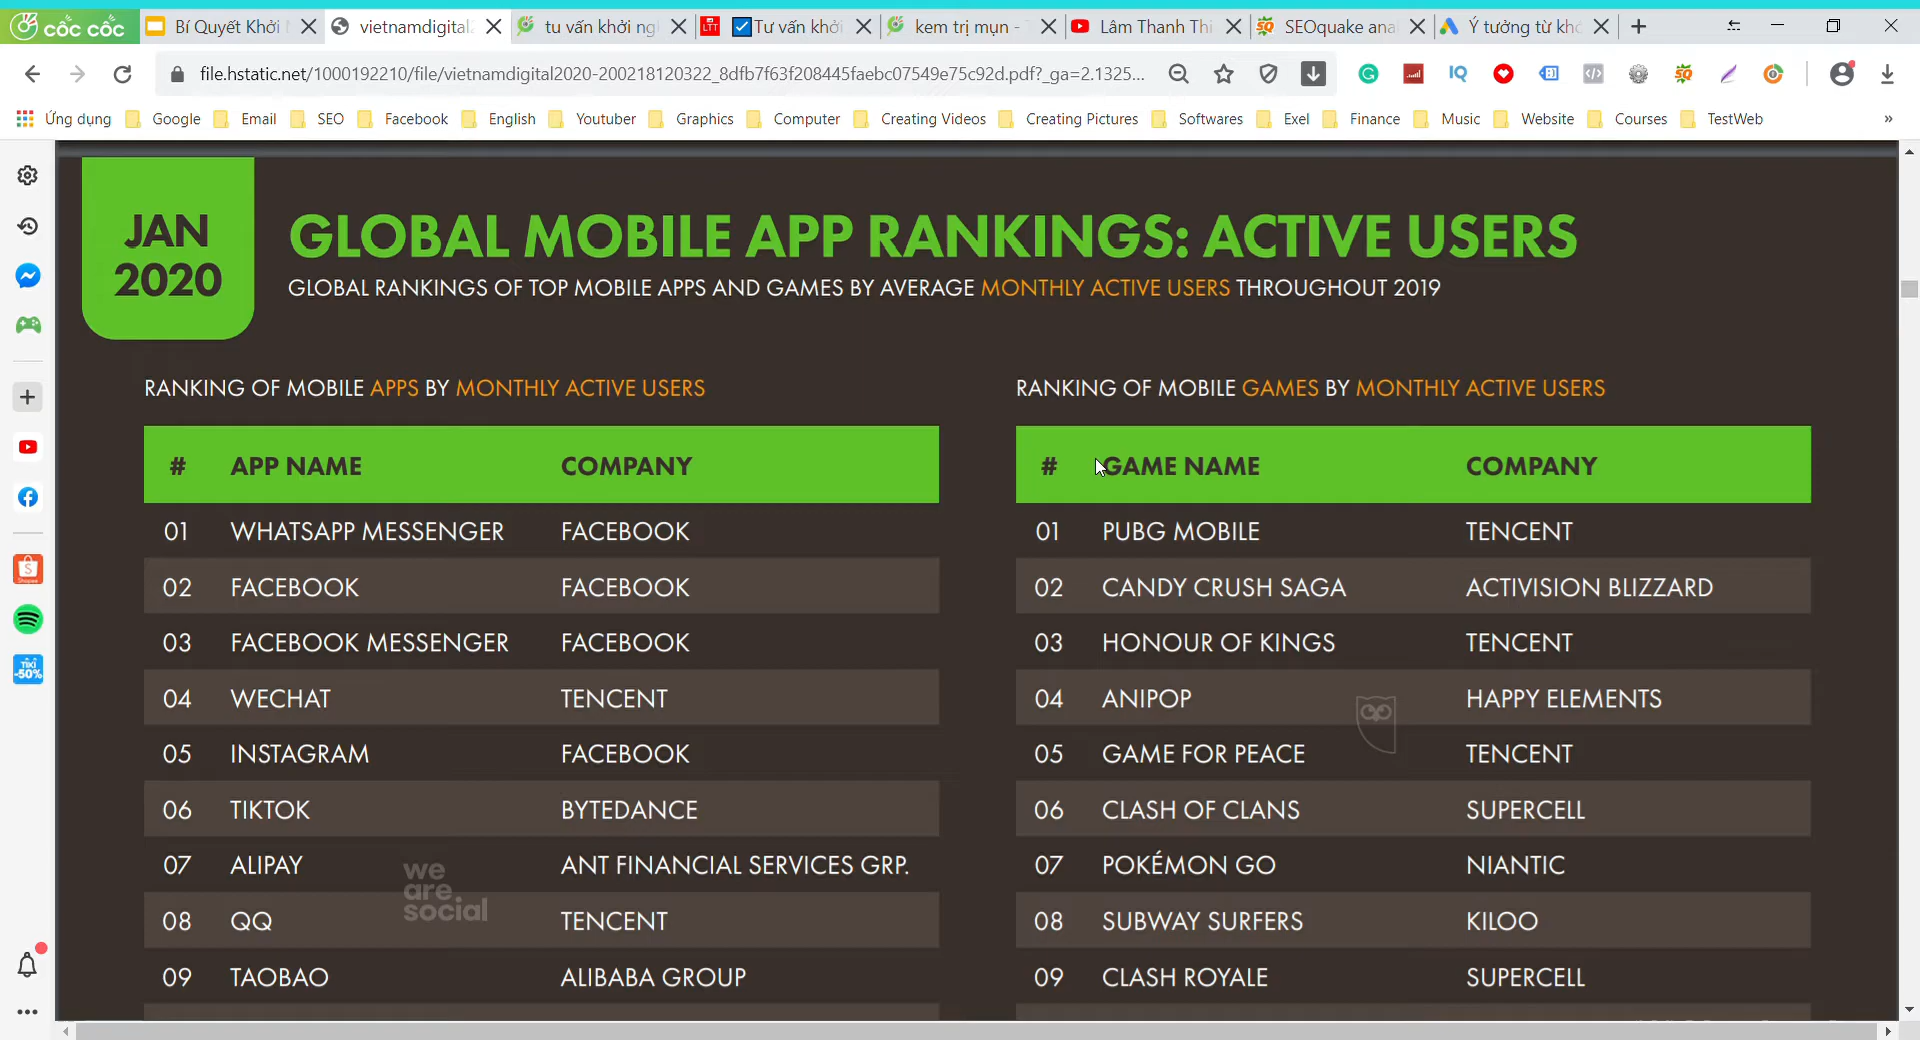 cốc cốc
Bí Quyết Khởi
vietnamdigital
tu vấn khởi ng
LTT
Tư vấn khởi
kem trị mụn -
Lâm Thanh Thi
SEOquake ana
Ý tưởng từ khó
file.hstatic.net/1000192210/file/vietnamdigital2020-200218120322_8dfb7f63f208445faebc07549e75c92d.pdf?_ga=2.1325...
IQ
Ứng dụng
Google
Email
SEO
Facebook
English
Youtuber
Graphics
Computer
Creating Videos
Creating Pictures
Softwares
Exel
Finance
Music
Website
Courses
TestWeb
»
JAN
2020
GLOBAL MOBILE APP RANKINGS: ACTIVE USERS
GLOBAL RANKINGS OF TOP MOBILE APPS AND GAMES BY AVERAGE MONTHLY ACTIVE USERS THROUGHOUT 2019
RANKING OF MOBILE APPS BY MONTHLY ACTIVE USERS
# APP NAME COMPANY
01 WHATSAPP MESSENGER FACEBOOK
02 FACEBOOK FACEBOOK
03 FACEBOOK MESSENGER FACEBOOK
04 WECHAT TENCENT
05 INSTAGRAM FACEBOOK
06 TIKTOK BYTEDANCE
07 ALIPAY ANT FINANCIAL SERVICES GRP.
08 QQ TENCENT
09 TAOBAO ALIBABA GROUP
we
are
social
RANKING OF MOBILE GAMES BY MONTHLY ACTIVE USERS
# GAME NAME COMPANY
01 PUBG MOBILE TENCENT
02 CANDY CRUSH SAGA ACTIVISION BLIZZARD
03 HONOUR OF KINGS TENCENT
04 ANIPOP HAPPY ELEMENTS
05 GAME FOR PEACE TENCENT
06 CLASH OF CLANS SUPERCELL
07 POKÉMON GO NIANTIC
08 SUBWAY SURFERS KILOO
09 CLASH ROYALE SUPERCELL
Shopee
TIKI
-50%